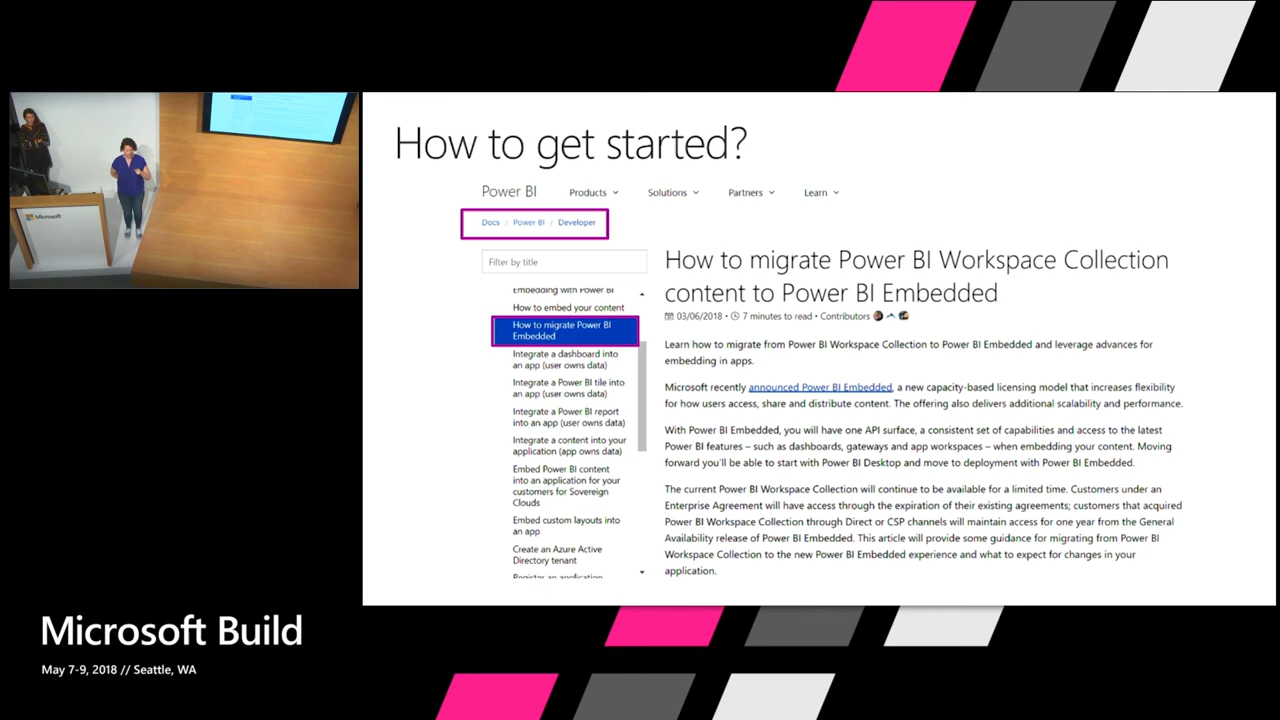 How to get started?
Power BI
Products
Solutions
Partners
Learn
Docs / Power BI / Developer
Filter by title
Embedding with Power BI
How to embed your content
How to migrate Power BI
Embedded
Integrate a dashboard into
an app (user owns data)
Integrate a Power BI tile into
an app (user owns data)
Integrate a Power BI report
into an app (user owns data)
Integrate a content into your
application (app owns data)
Embed Power BI content
into an application for your
customers for Sovereign
Clouds
Embed custom layouts into
an app
Create an Azure Active
Directory tenant
Register an application
How to migrate Power BI Workspace Collection
content to Power BI Embedded
03/06/2018 • 7 minutes to read • Contributors
Learn how to migrate from Power BI Workspace Collection to Power BI Embedded and leverage advances for
embedding in apps.
Microsoft recently announced Power BI Embedded, a new capacity-based licensing model that increases flexibility
for how users access, share and distribute content. The offering also delivers additional scalability and performance.
With Power BI Embedded, you will have one API surface, a consistent set of capabilities and access to the latest
Power BI features – such as dashboards, gateways and app workspaces – when embedding your content. Moving
forward you'll be able to start with Power BI Desktop and move to deployment with Power BI Embedded.
The current Power BI Workspace Collection will continue to be available for a limited time. Customers under an
Enterprise Agreement will have access through the expiration of their existing agreements; customers that acquired
Power BI Workspace Collection through Direct or CSP channels will maintain access for one year from the General
Availability release of Power BI Embedded. This article will provide some guidance for migrating from Power BI
Workspace Collection to the new Power BI Embedded experience and what to expect for changes in your
application.
Microsoft
Microsoft Build
May 7-9, 2018 // Seattle, WA